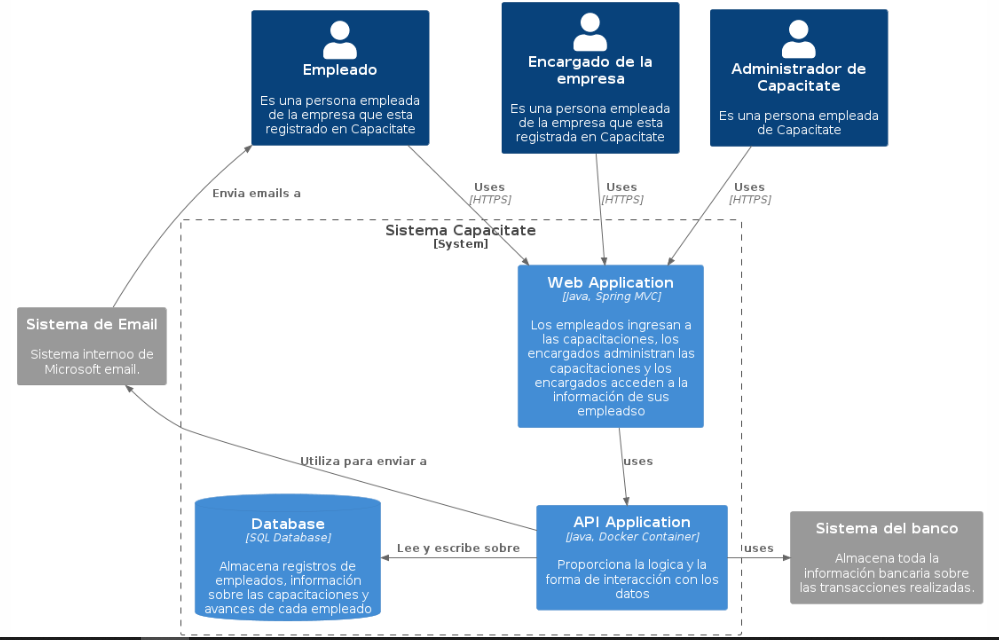 Empleado
Es una persona empleada
de la empresa que esta
registrado en Capacitate
Encargado de la
empresa
Es una persona empleada
de la empresa que esta
registrada en Capacitate
Administrador de
Capacitate
Es una persona empleada
de Capacitate
Envia emails a
Uses
[HTTPS]
Uses
[HTTPS]
Uses
[HTTPS]
Sistema Capacitate
[System]
Web Application
[Java, Spring MVC]
Los empleados ingresan a
las capacitaciones, los
encargados administran las
capacitaciones y los
encargados acceden a la
información de sus
empleadso
Sistema de Email
Sistema internoo de
Microsoft email.
Utiliza para enviar a
uses
Database
[SQL Database]
Almacena registros de
empleados, información
sobre las capacitaciones y
avances de cada empleado
Lee y escribe sobre
API Application
[Java, Docker Container]
Proporciona la logica y la
forma de interacción con los
datos
uses
Sistema del banco
Almacena toda la
información bancaria sobre
las transacciones realizadas.